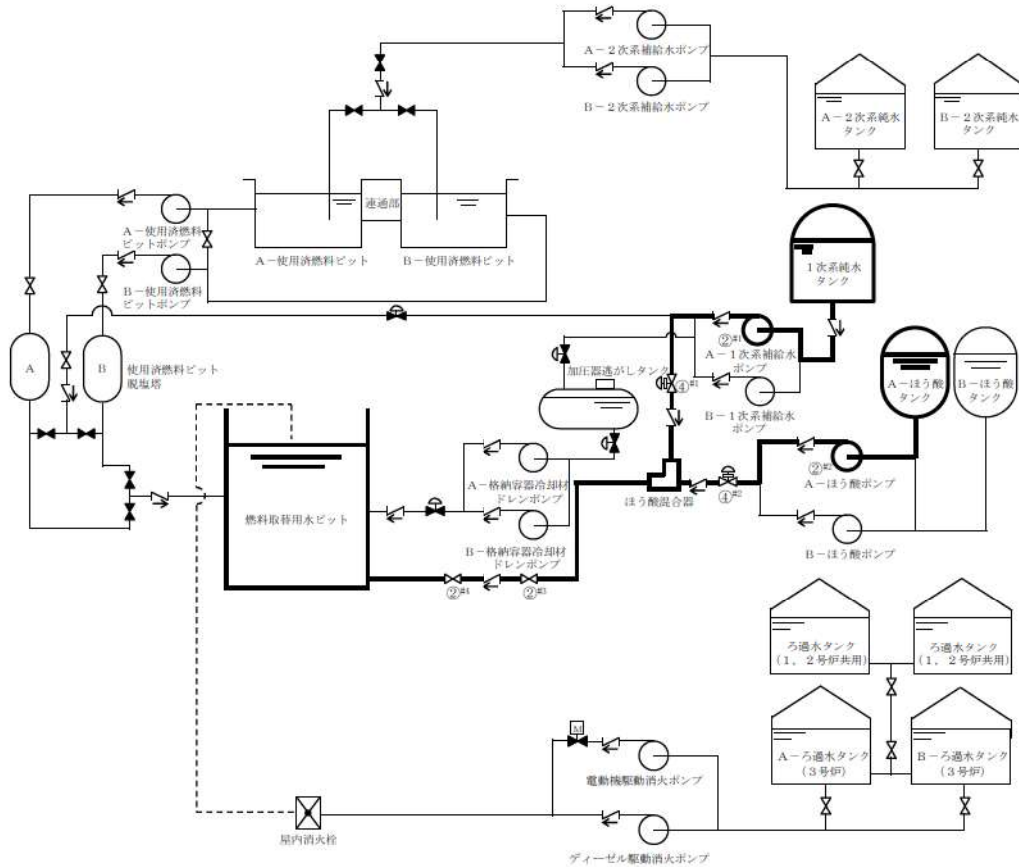 A－2次系補給水ポンプ
B－2次系補給水ポンプ
A－2次系純水
タンク
B－2次系純水
タンク
連通部
A－使用済燃料
ピットポンプ
A－使用済燃料ピット
B－使用済燃料ピット
B－使用済燃料
ピットポンプ
1次系純水
タンク
②#1
A－1次系補給水
ポンプ
A
B
使用済燃料ピット
脱塩塔
加圧器逃がしタンク
④#1
A－ほう酸
タンク
B－ほう酸
タンク
B－1次系補給水
ポンプ
②#2
A－ほう酸ポンプ
A－格納容器冷却材
ドレンポンプ
ほう酸混合器
④#2
燃料取替用水ピット
B－格納容器冷却材
ドレンポンプ
B－ほう酸ポンプ
②#4
②#3
ろ過水タンク
(1，2号炉共用)
ろ過水タンク
(1，2号炉共用)
M
A－ろ過水タンク
(3号炉)
B－ろ過水タンク
(3号炉)
電動機駆動消火ポンプ
屋内消火栓
ディーゼル駆動消火ポンプ